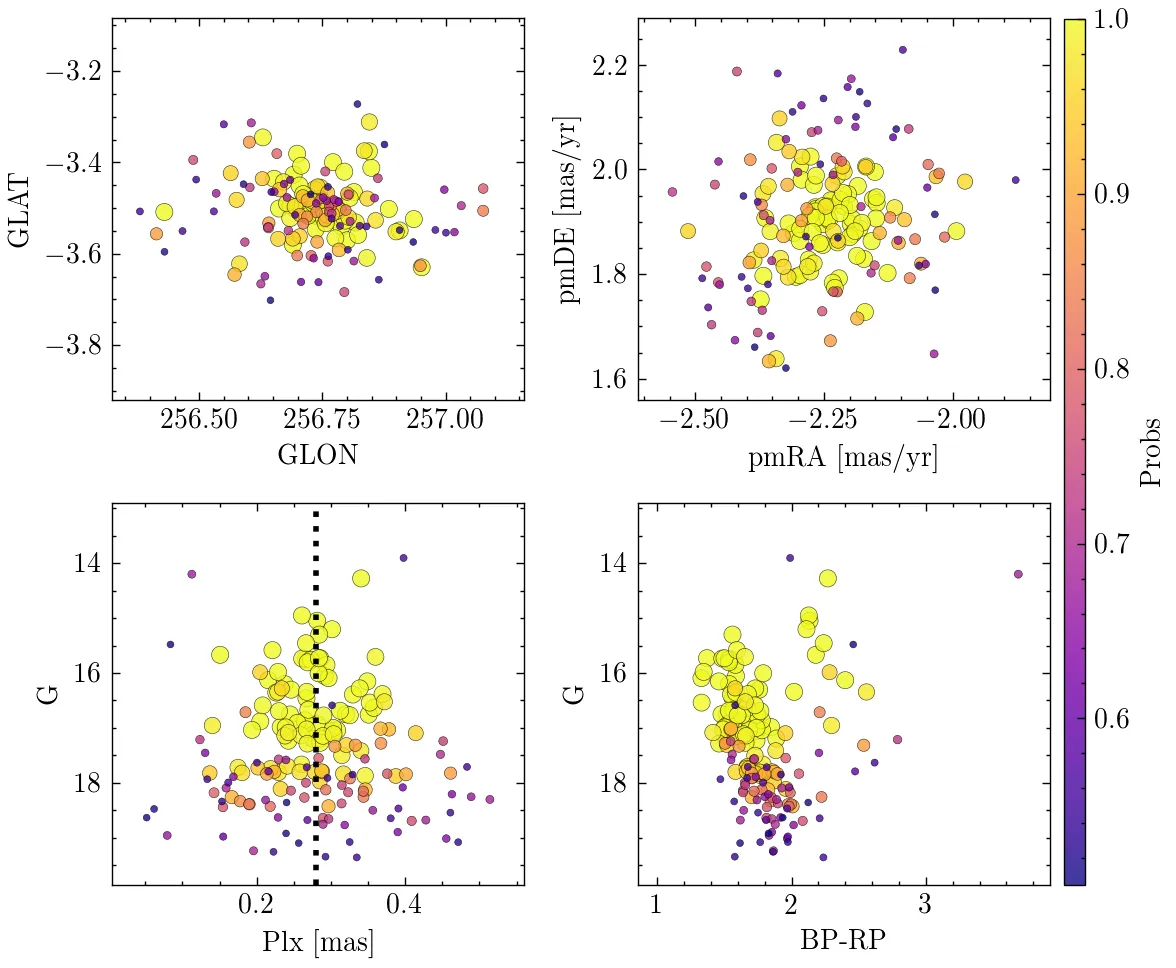 −3.2
−3.4
−3.6
−3.8
GLAT
256.50 256.75 257.00
GLON
2.2
2.0
1.8
1.6
pmDE [mas/yr]
−2.50 −2.25 −2.00
pmRA [mas/yr]
1.0
0.9
0.8
0.7
0.6
Probs
14
16
18
G
0.2 0.4
Plx [mas]
14
16
18
G
1 2 3
BP-RP